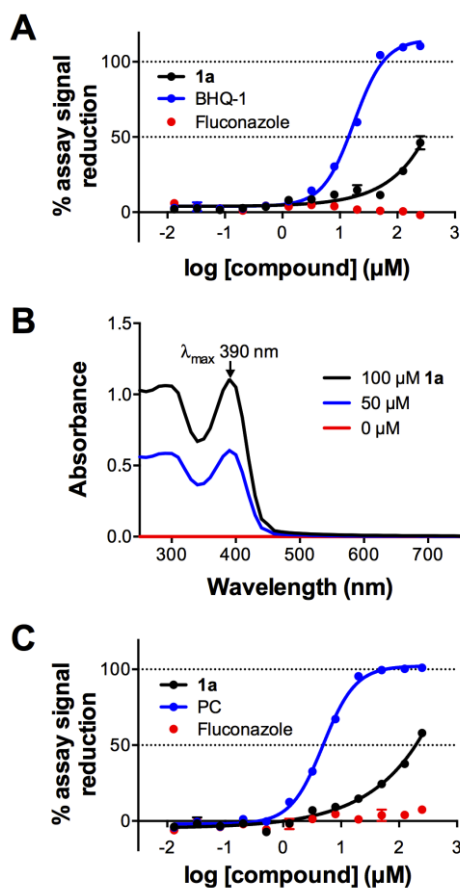 A
% assay signal
reduction
100
50
0
1a
BHQ-1
Fluconazole
-2 -1 0 1 2 3
log [compound] (µM)
B
Absorbance
1.5
1.0
0.5
0.0
λmax 390 nm
100 µM 1a
50 µM
0 µM
300 400 500 600 700
Wavelength (nm)
C
% assay signal
reduction
100
50
0
1a
PC
Fluconazole
-2 -1 0 1 2 3
log [compound] (µM)